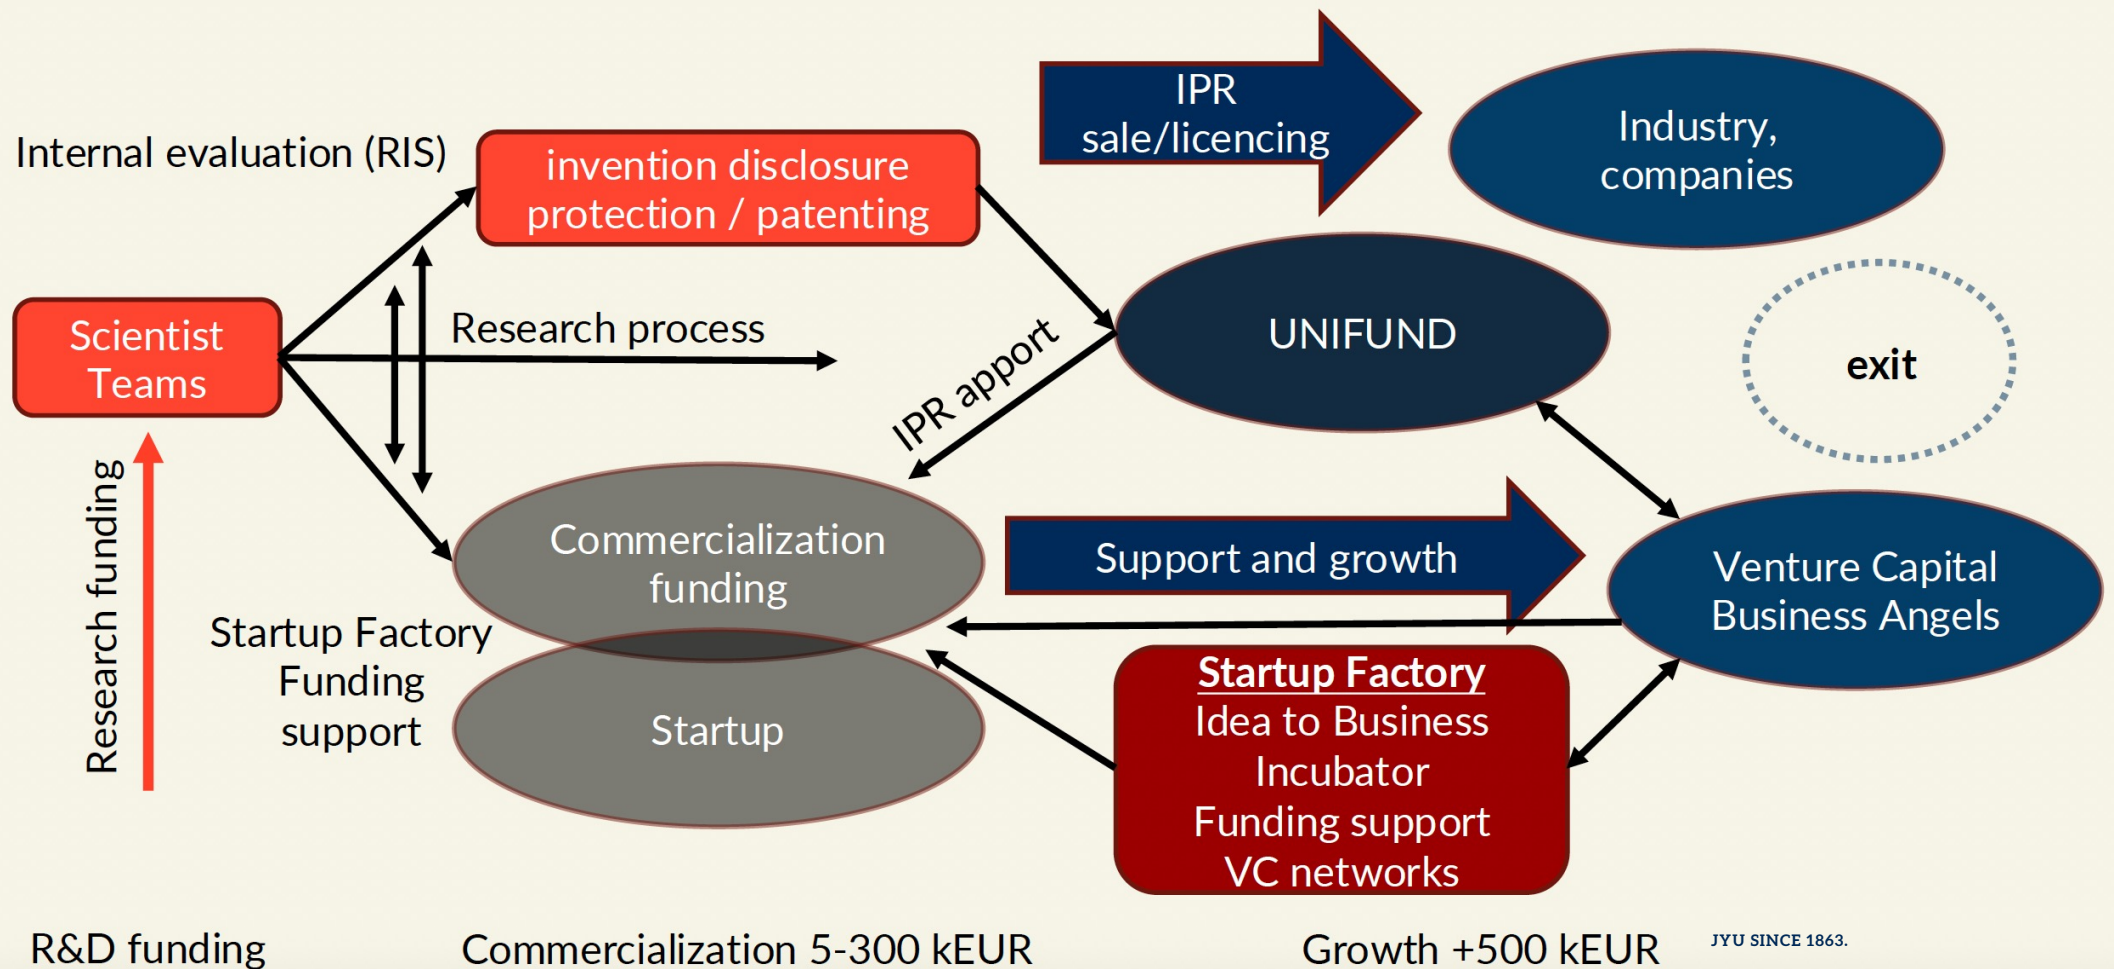 IPR
sale/licencing
Industry,
companies
Internal evaluation (RIS)
invention disclosure
protection / patenting
Scientist
Teams
Research process
IPR apport
UNIFUND
exit
Research funding
Commercialization
funding
Support and growth
Venture Capital
Business Angels
Startup Factory
Funding
support
Startup
Startup Factory
Idea to Business
Incubator
Funding support
VC networks
R&D funding
Commercialization 5-300 kEUR
Growth +500 kEUR
JYU SINCE 1863.